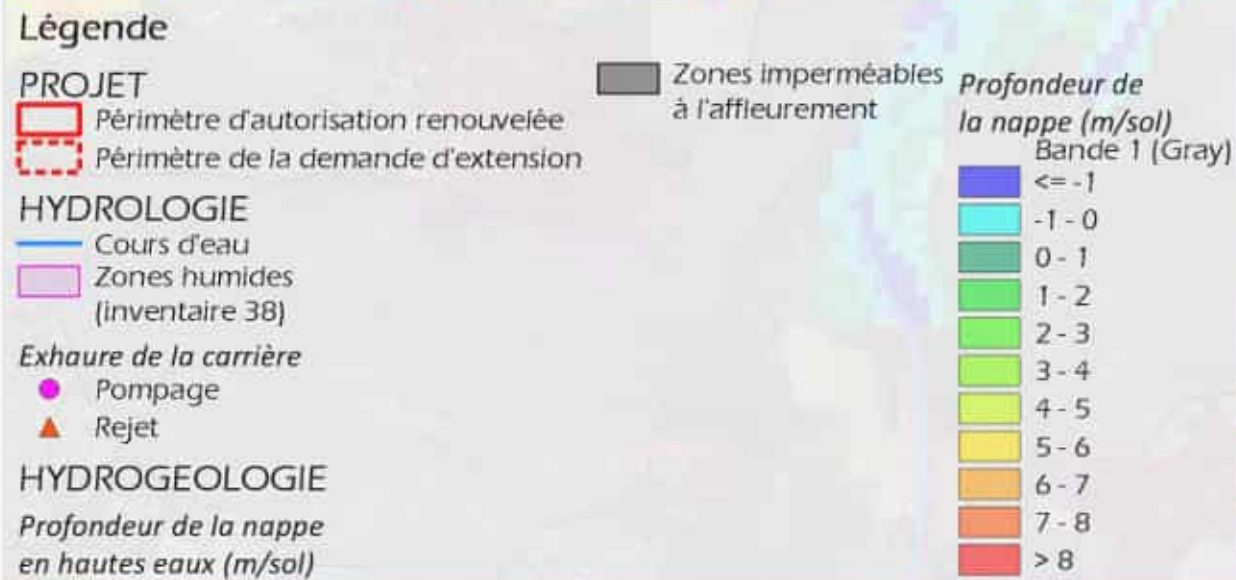 Légende
PROJET
Périmètre d'autorisation renouvelée
Périmètre de la demande d'extension
HYDROLOGIE
Cours d'eau
Zones humides
(inventaire 38)
Exhaure de la carrière
Pompage
Rejet
HYDROGEOLOGIE
Profondeur de la nappe
en hautes eaux (m/sol)
Zones imperméables
à l'affleurement
Profondeur de
la nappe (m/sol)
Bande 1 (Gray)
<= -1
-1 - 0
0 - 1
1 - 2
2 - 3
3 - 4
4 - 5
5 - 6
6 - 7
7 - 8
> 8